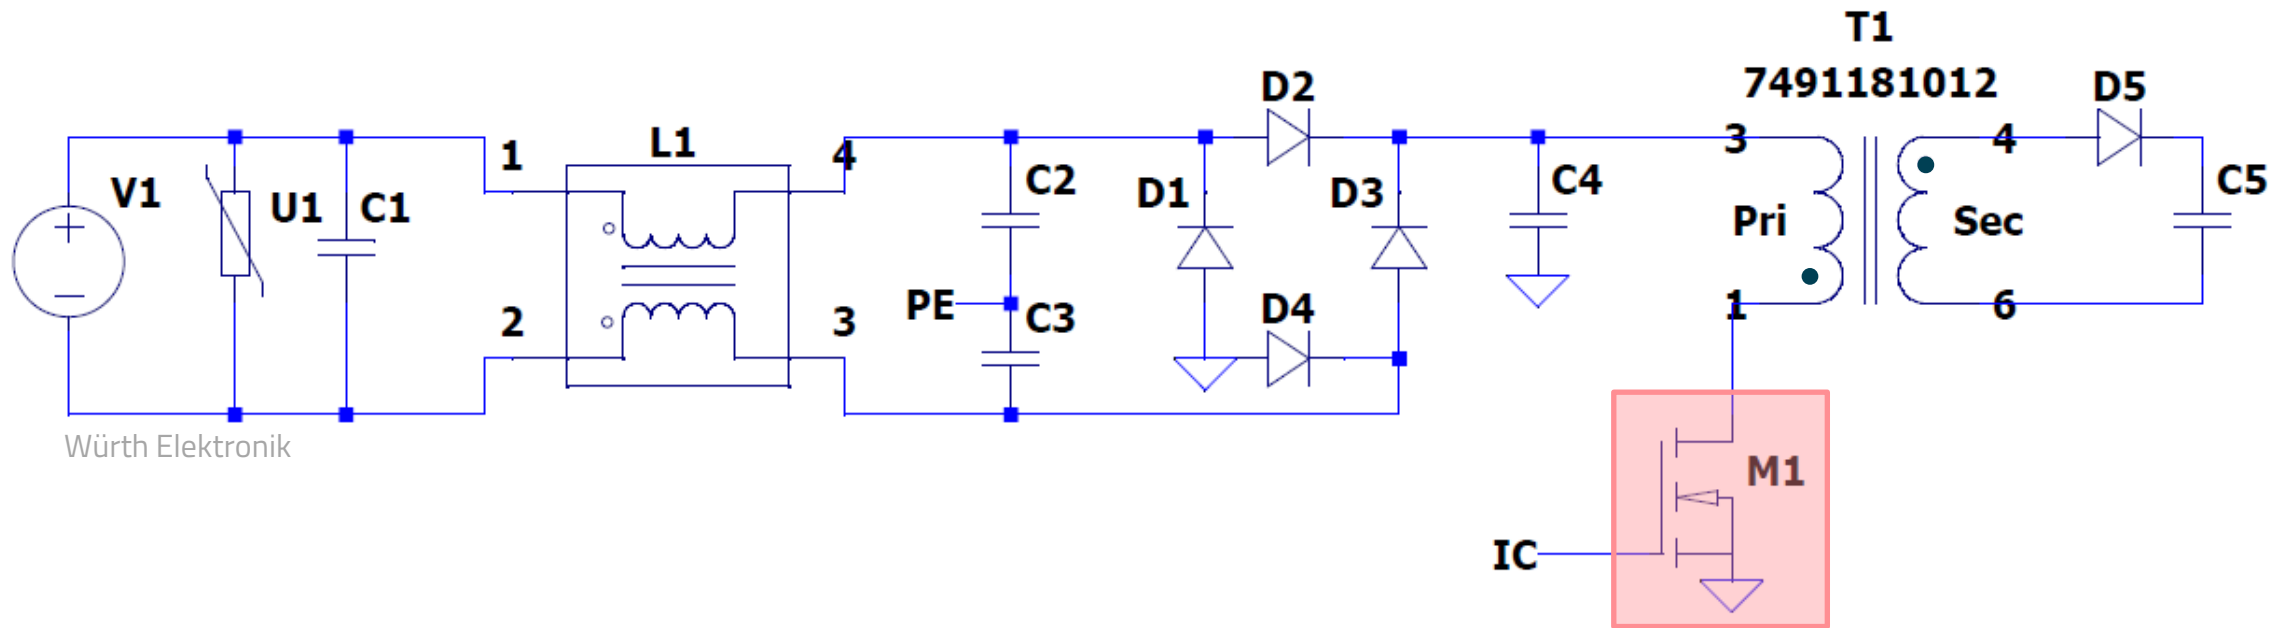 T1
7491181012
D2
D5
V1
U1
C1
1
L1
4
2
3
C2
PE
C3
D1
D3
D4
C4
3
Pri
1
4
Sec
6
C5
M1
IC
Würth Elektronik